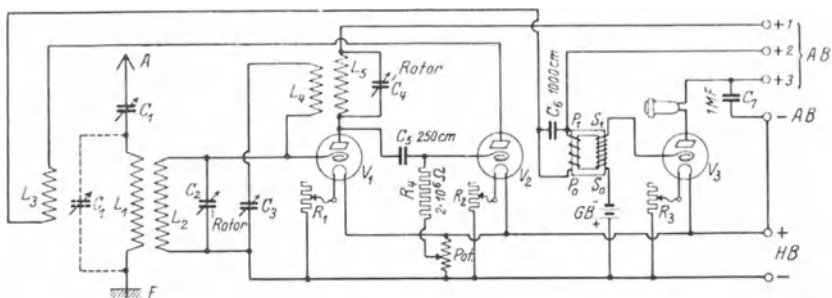 A
C₁
C₁
L₁
L₂
L₃
C₂
Rotor
C₃
L₄
L₅
Rotor
C₄
V₁
R₁
C₅ 250cm
R₄
2·10⁶Ω
Pot.
V₂
R₂
C₆ 1000cm
P₁
S₁
P₀
S₀
GB
-
+
V₃
R₃
1MF
C₇
+1
+2
+3
AB
-AB
+
HB
-
E